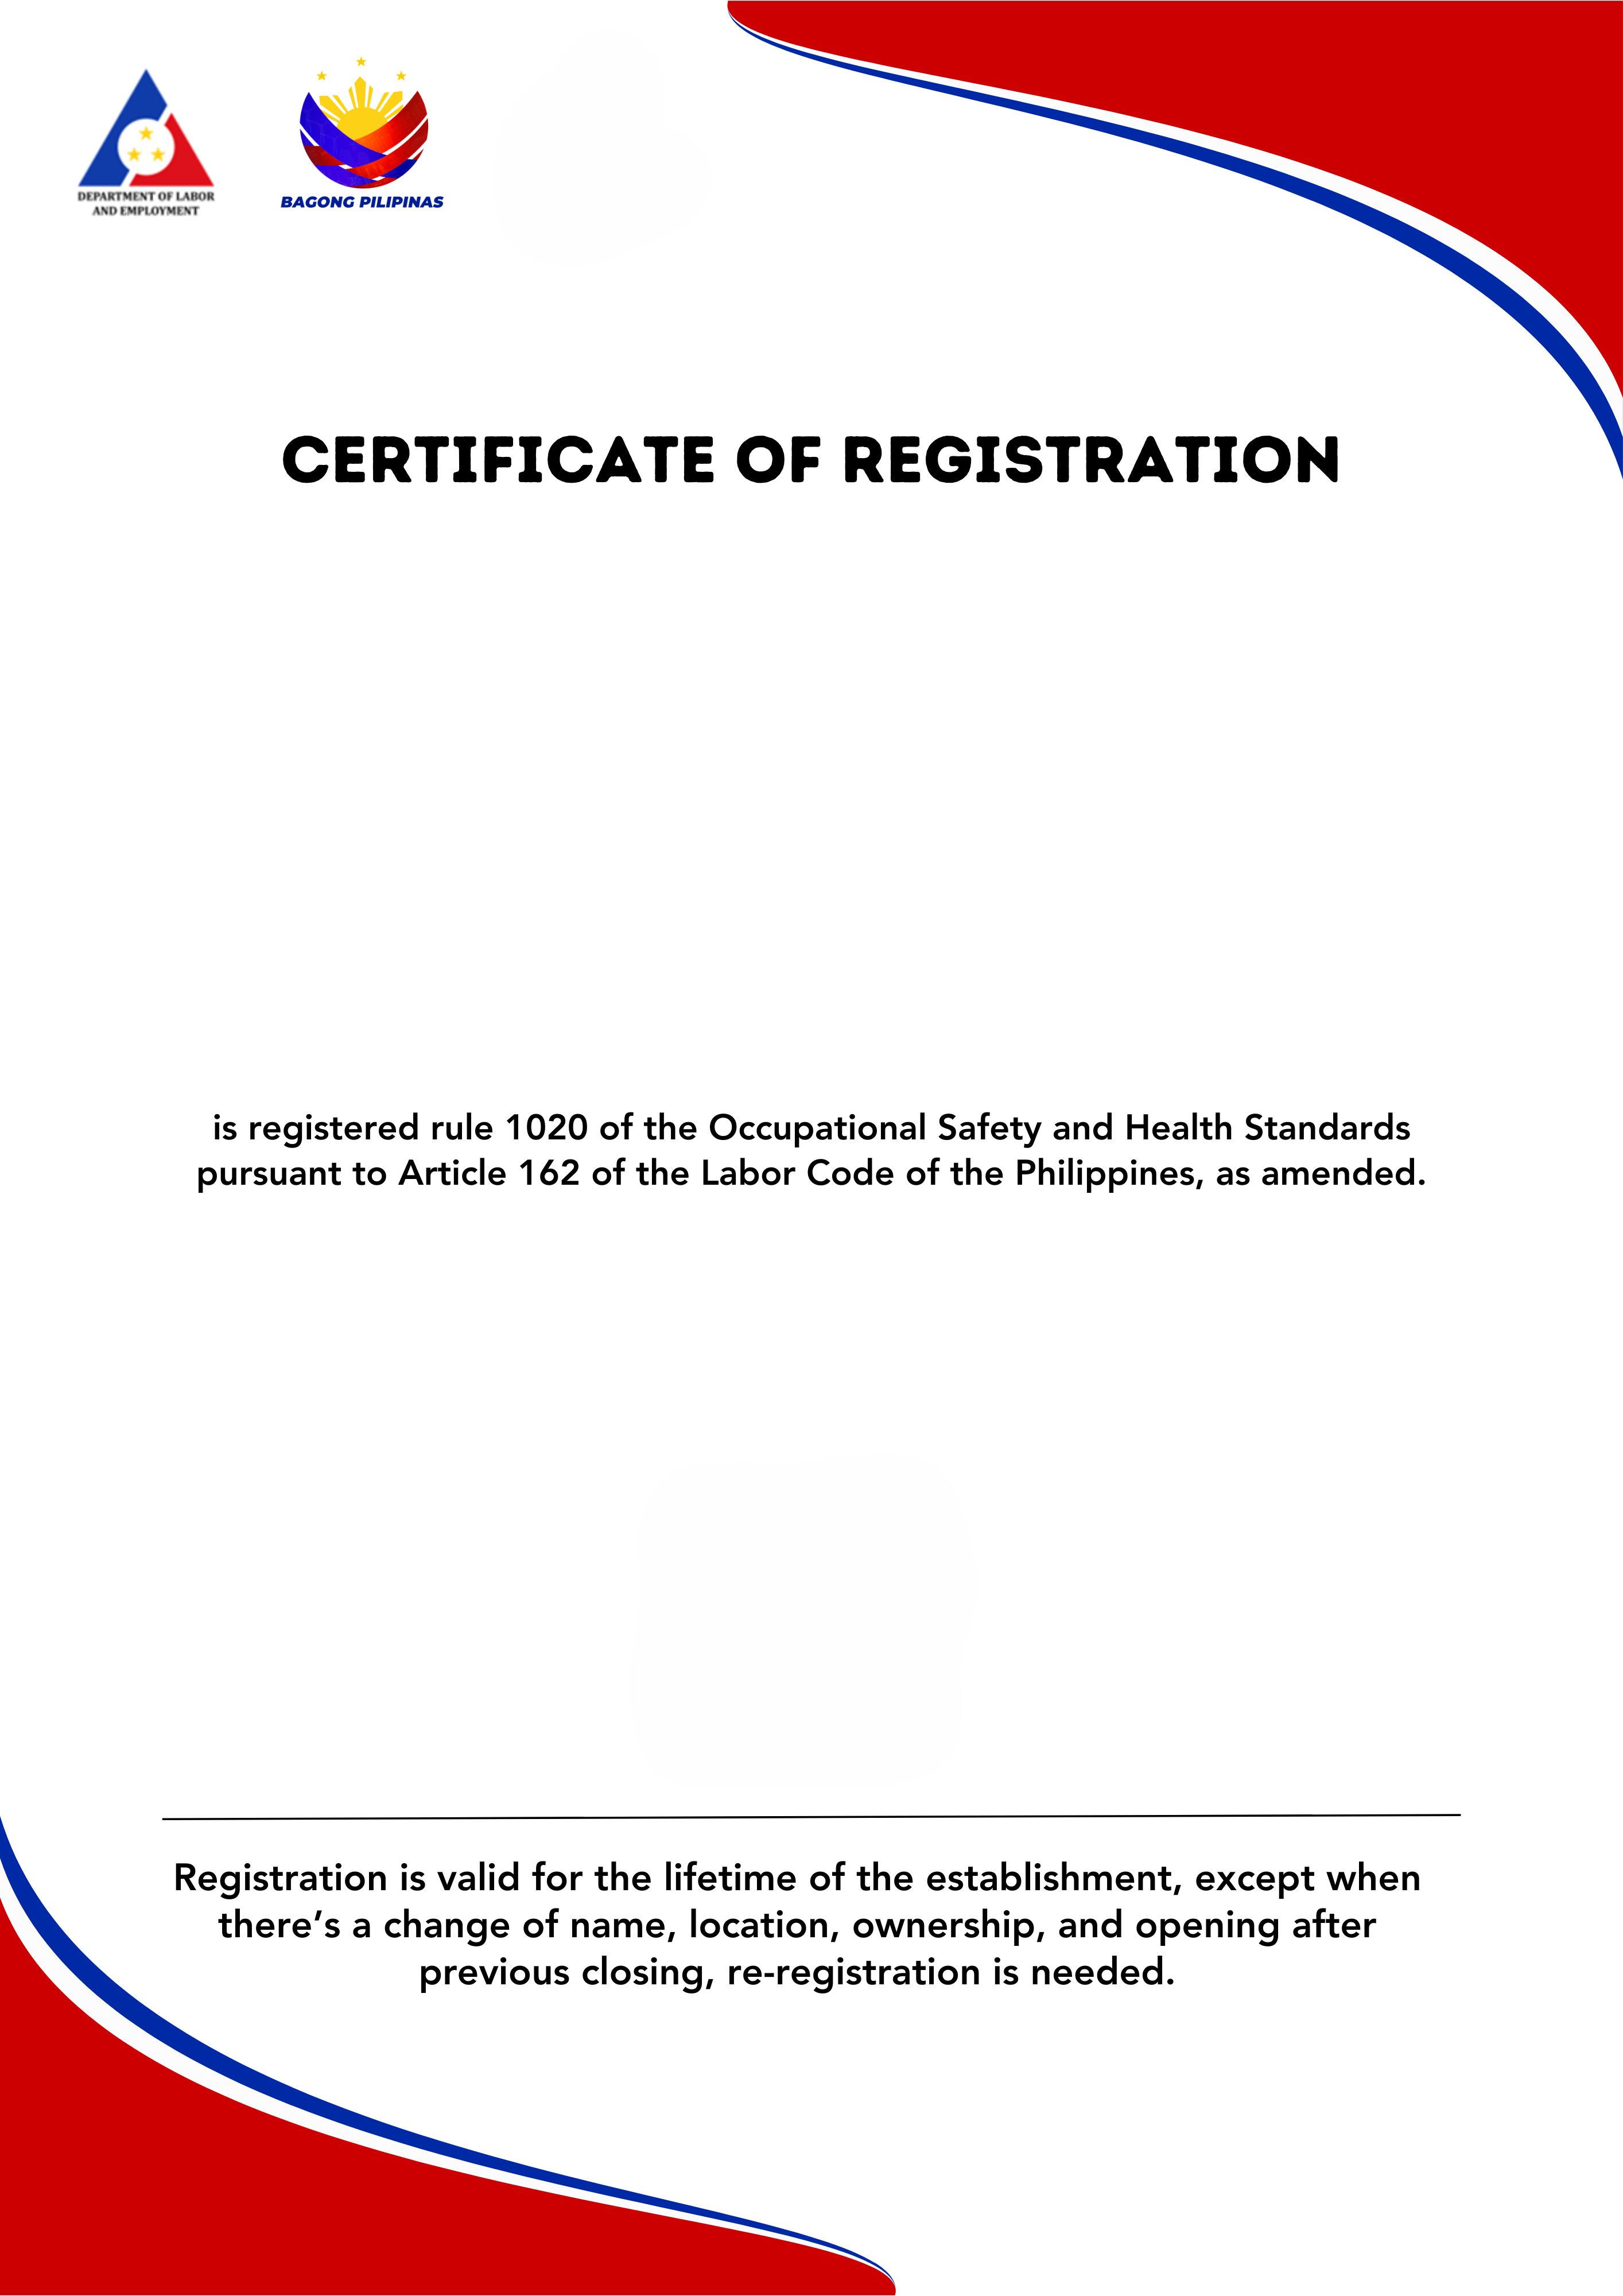 DEPARTMENT OF LABOR
AND EMPLOYMENT
BAGONG PILIPINAS
CERTIFICATE OF REGISTRATION
is registered rule 1020 of the Occupational Safety and Health Standards
pursuant to Article 162 of the Labor Code of the Philippines, as amended.
Registration is valid for the lifetime of the establishment, except when
there’s a change of name, location, ownership, and opening after
previous closing, re-registration is needed.